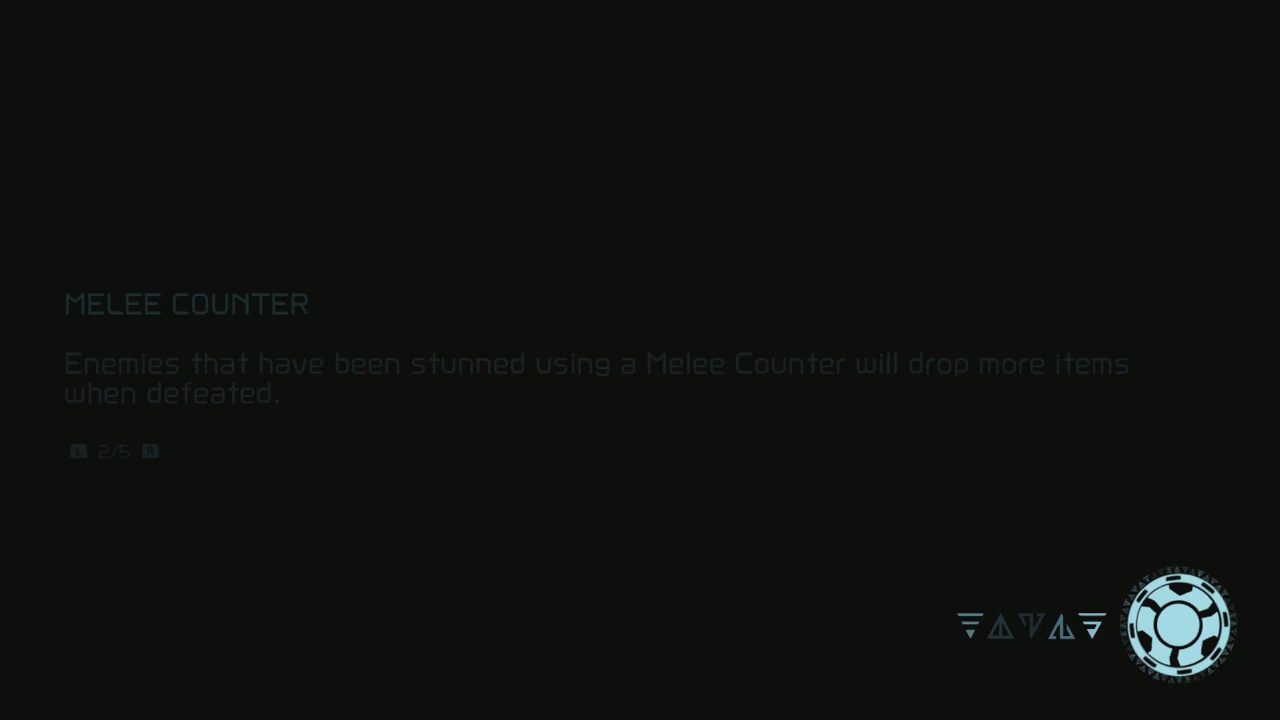 MELEE COUNTER
Enemies that have been stunned using a Melee Counter will drop more items
when defeated.
L 2/5 R